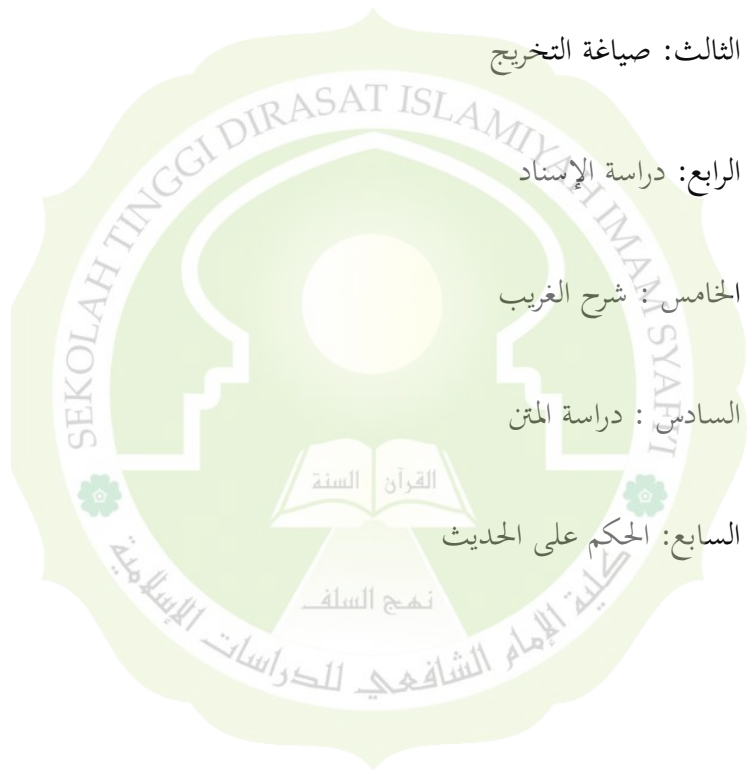 الثالث: صياغة التخريج
الرابع: دراسة الإسناد
الخامس : شرح الغريب
السادس : دراسة المتن
السابع: الحكم على الحديث
SEKOLAH TINGGI DIRASAT ISLAMIYAH IMAM SYAFI'I
القرآن السنة
نهج السلف
كلية الإمام الشافعي للدراسات الإسلامية